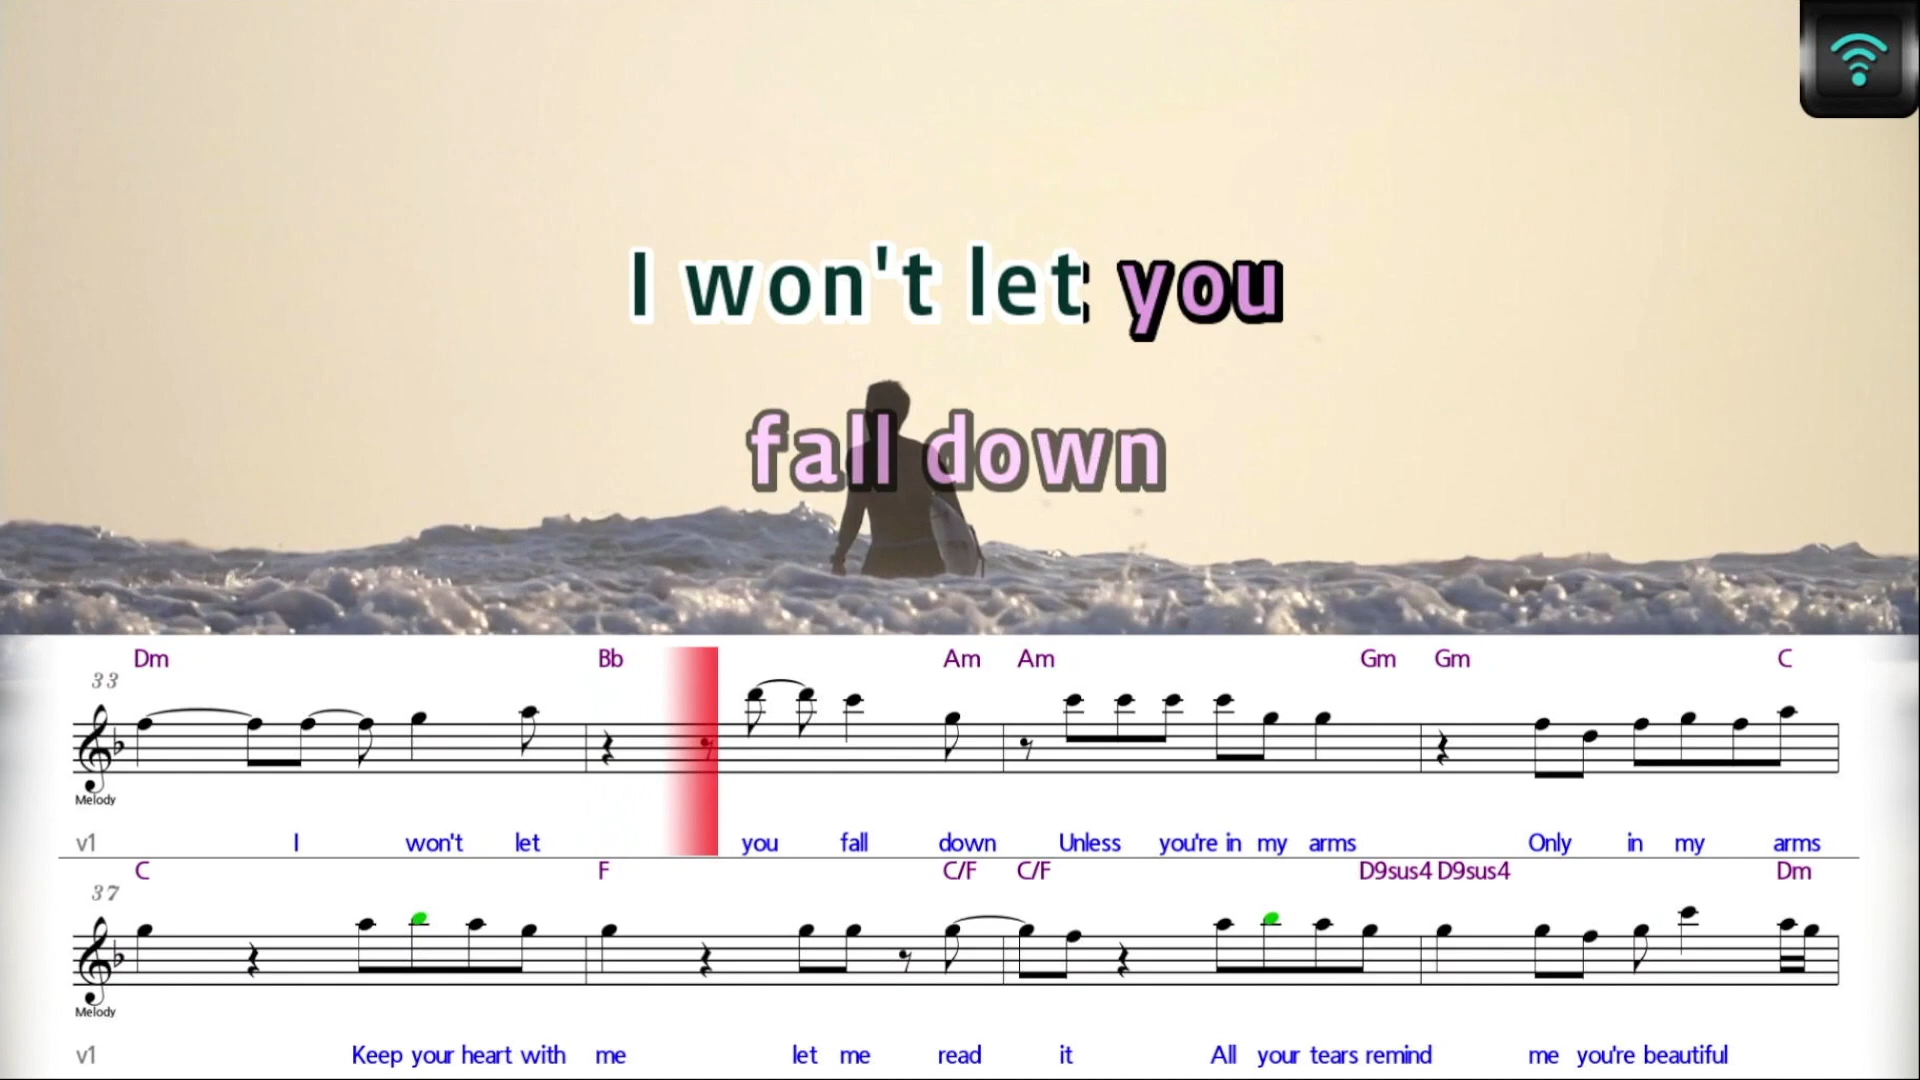 I won't let you
fall down
Dm Bb Am Am Gm Gm C
33
Melody
v1 I won't let you fall down Unless you're in my arms Only in my arms
C F C/F C/F D9sus4 D9sus4 Dm
37
Melody
v1 Keep your heart with me let me read it All your tears remind me you're beautiful